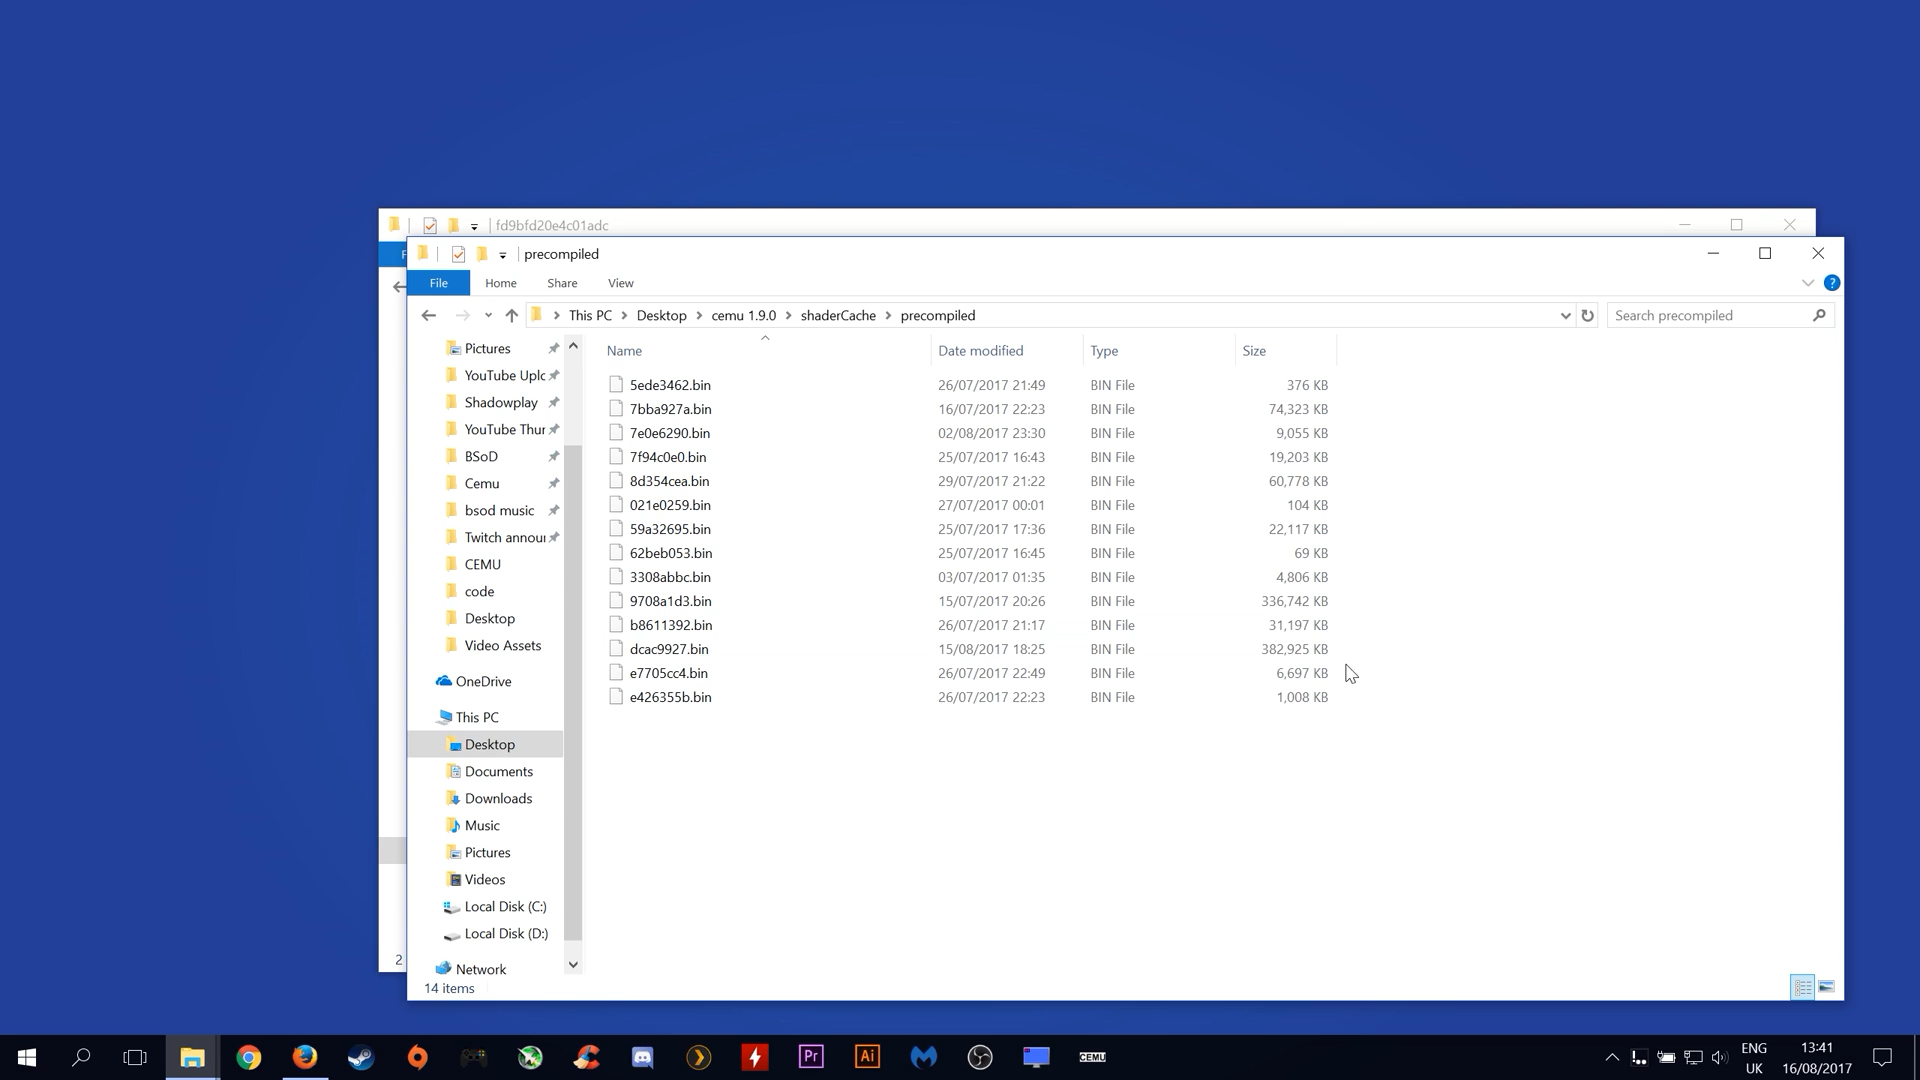 fd9bfd20e4c01adc
precompiled
File Home Share View
This PC Desktop cemu 1.9.0 shaderCache precompiled
Search precompiled
Pictures
YouTube Uplo
Shadowplay
YouTube Thur
BSoD
Cemu
bsod music
Twitch annour
CEMU
code
Desktop
Video Assets
OneDrive
This PC
Desktop
Documents
Downloads
Music
Pictures
Videos
Local Disk (C:)
Local Disk (D:)
Network
Name Date modified Type Size
5ede3462.bin 26/07/2017 21:49 BIN File 376 KB
7bba927a.bin 16/07/2017 22:23 BIN File 74,323 KB
7e0e6290.bin 02/08/2017 23:30 BIN File 9,055 KB
7f94c0e0.bin 25/07/2017 16:43 BIN File 19,203 KB
8d354cea.bin 29/07/2017 21:22 BIN File 60,778 KB
021e0259.bin 27/07/2017 00:01 BIN File 104 KB
59a32695.bin 25/07/2017 17:36 BIN File 22,117 KB
62beb053.bin 25/07/2017 16:45 BIN File 69 KB
3308abbc.bin 03/07/2017 01:35 BIN File 4,806 KB
9708a1d3.bin 15/07/2017 20:26 BIN File 336,742 KB
b8611392.bin 26/07/2017 21:17 BIN File 31,197 KB
dcac9927.bin 15/08/2017 18:25 BIN File 382,925 KB
e7705cc4.bin 26/07/2017 22:49 BIN File 6,697 KB
e426355b.bin 26/07/2017 22:23 BIN File 1,008 KB
2
14 items
Pr
Ai
CEMU
ENG
UK
13:41
16/08/2017